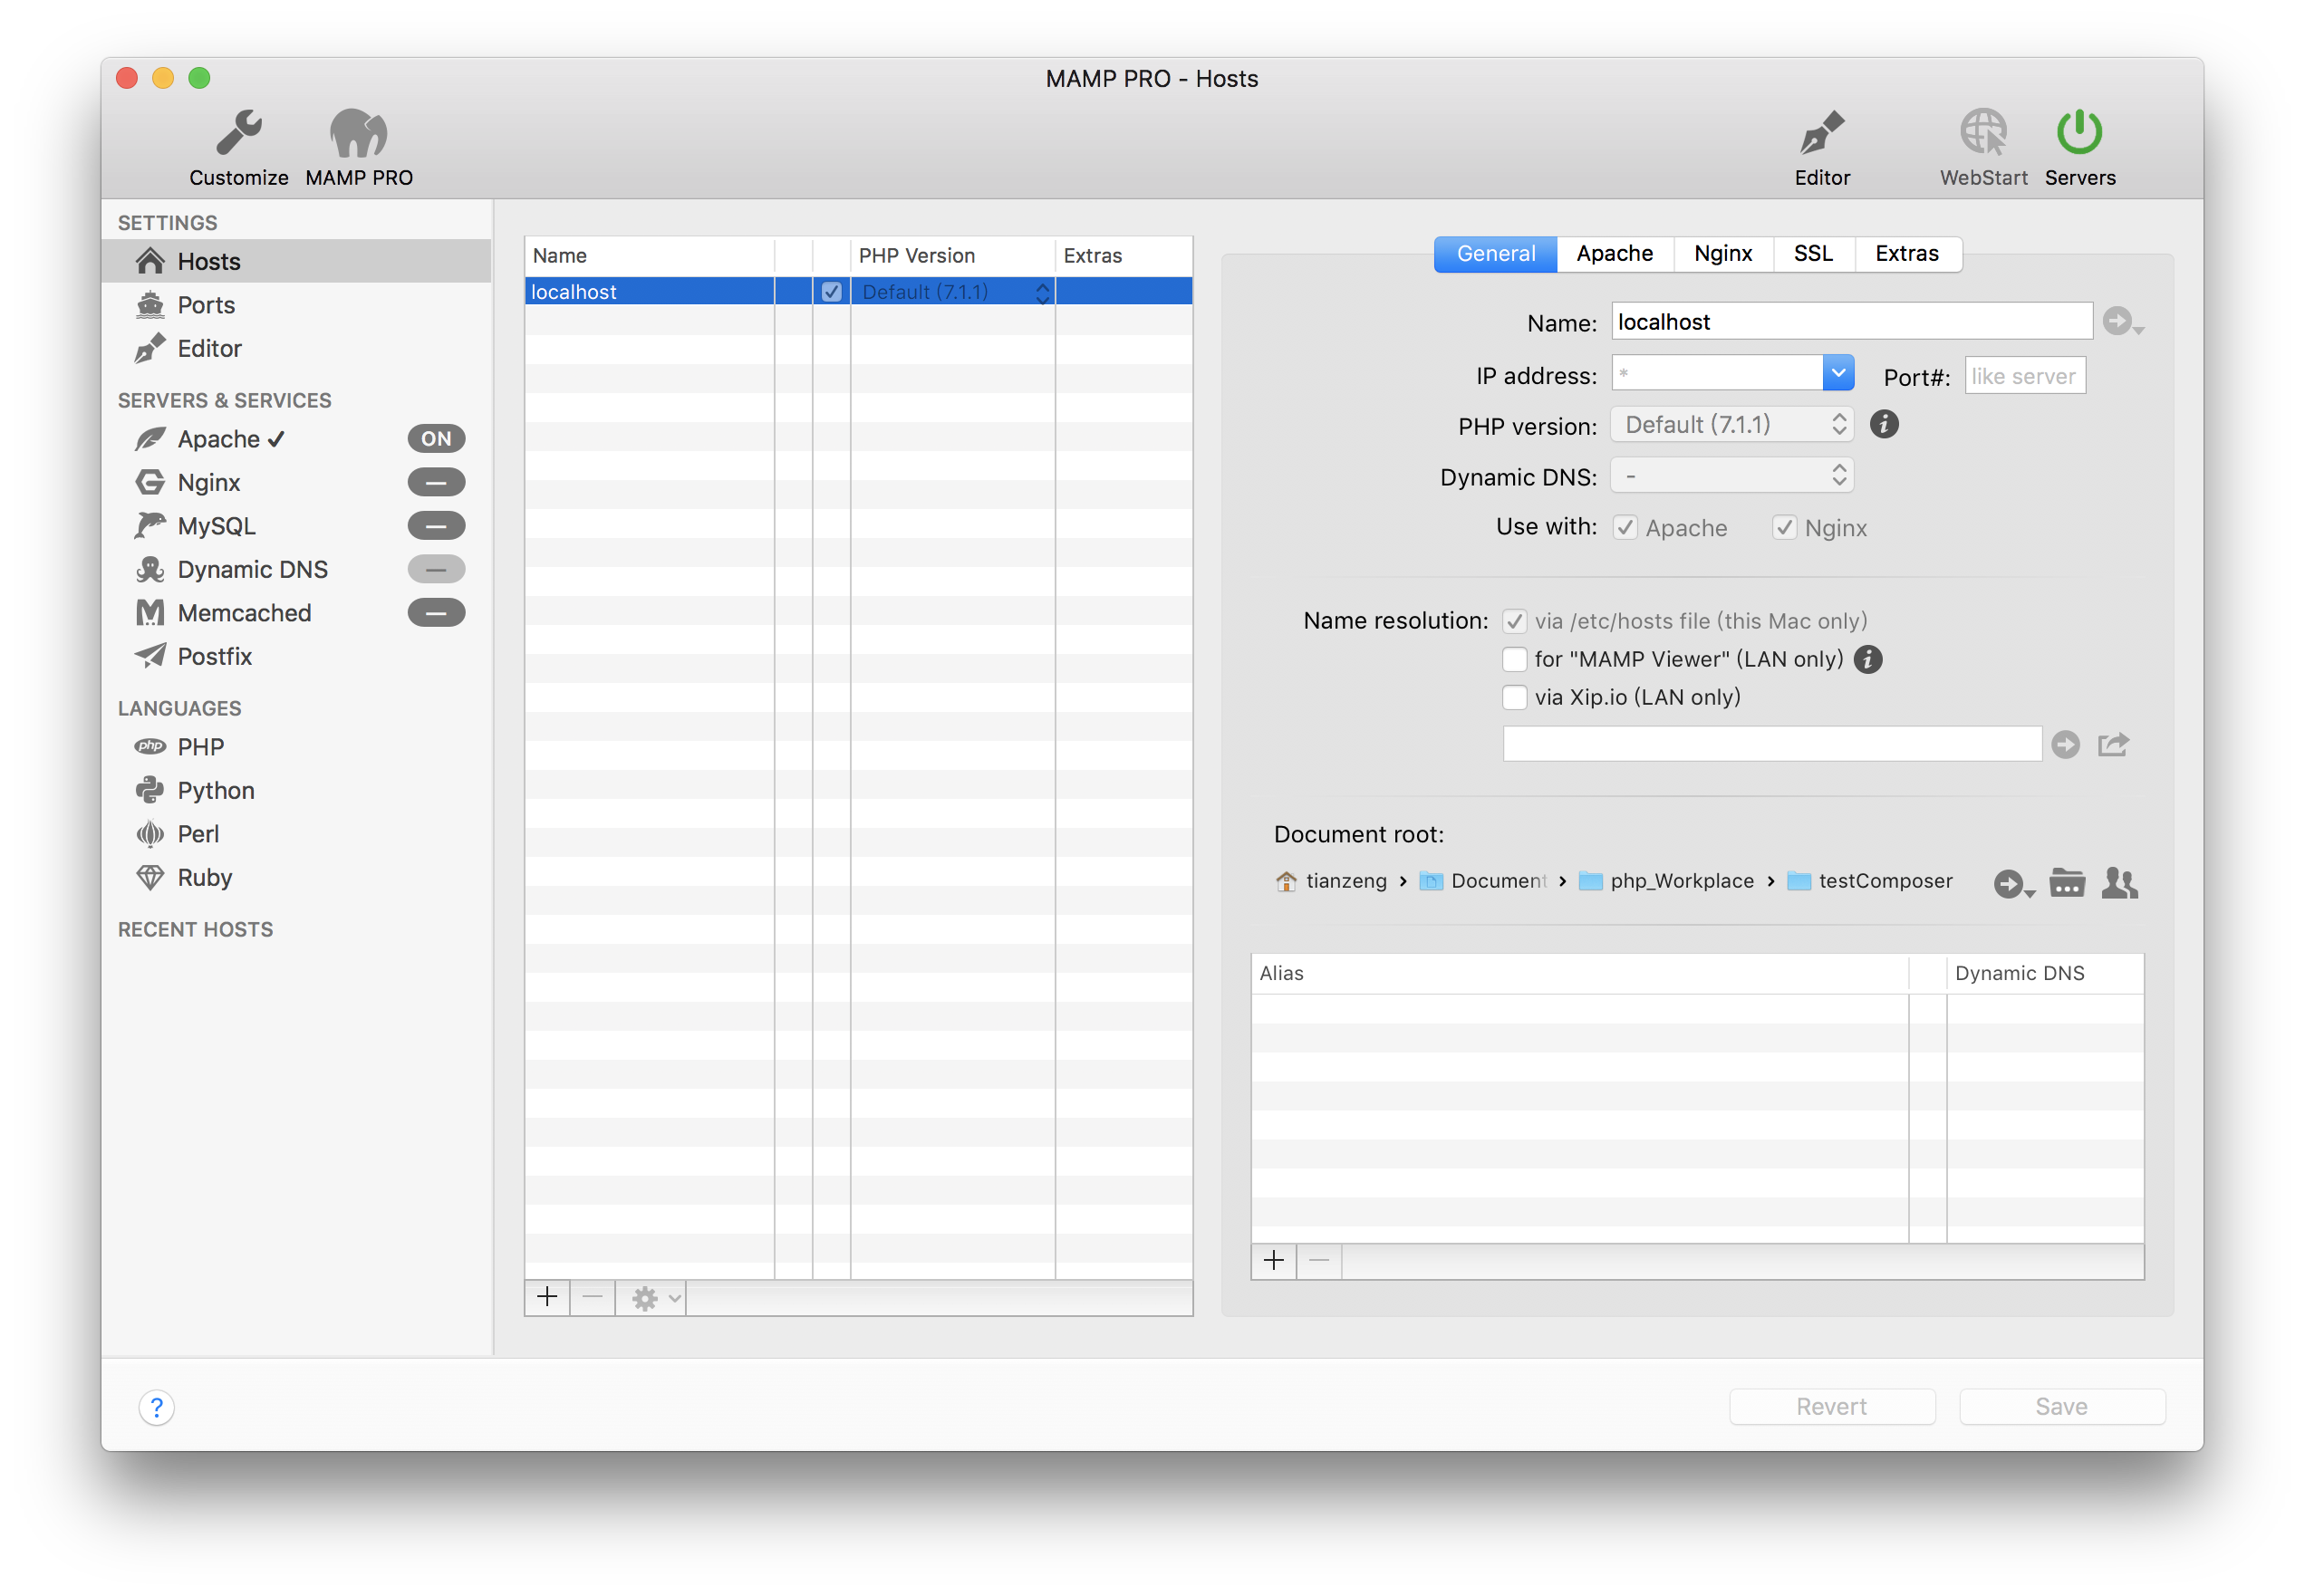 MAMP PRO - Hosts
Customize
MAMP PRO
Editor
WebStart
Servers
SETTINGS
Hosts
Ports
Editor
SERVERS & SERVICES
Apache ✓ ON
Nginx
MySQL
Dynamic DNS
Memcached
Postfix
LANGUAGES
php PHP
Python
Perl
Ruby
RECENT HOSTS
Name PHP Version Extras
localhost Default (7.1.1)
General Apache Nginx SSL Extras
Name: localhost
IP address: * Port#: like server
PHP version: Default (7.1.1)
Dynamic DNS: -
Use with: Apache Nginx
Name resolution: via /etc/hosts file (this Mac only)
for "MAMP Viewer" (LAN only)
via Xip.io (LAN only)
Document root:
tianzeng › Document › php_Workplace › testComposer
Alias Dynamic DNS
? Revert Save